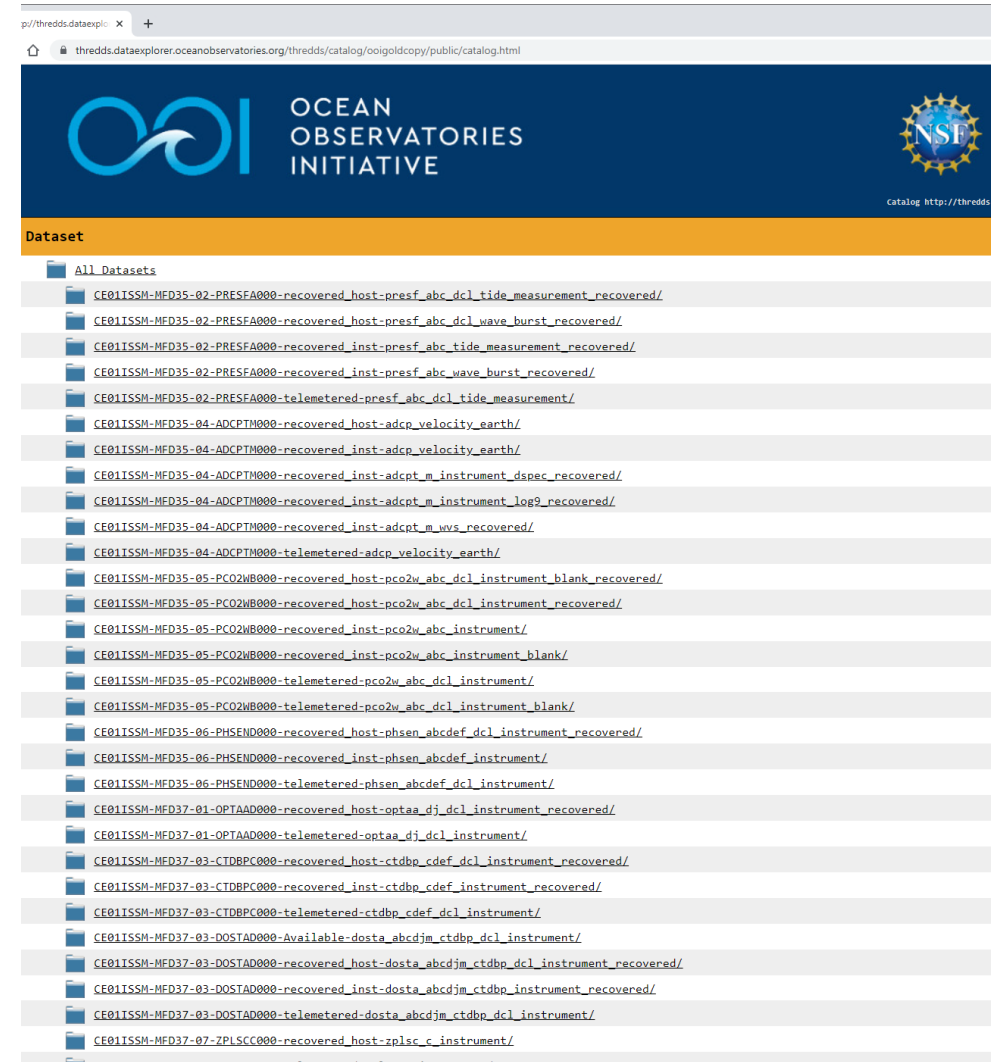 p://thredds.dataexplo × +
thredds.dataexplorer.oceanobservatories.org/thredds/catalog/ooigoldcopy/public/catalog.html
OOI
OCEAN
OBSERVATORIES
INITIATIVE
NSF
Catalog http://thredds
Dataset
All Datasets
CE01ISSM-MFD35-02-PRESFA000-recovered_host-presf_abc_dcl_tide_measurement_recovered/
CE01ISSM-MFD35-02-PRESFA000-recovered_host-presf_abc_dcl_wave_burst_recovered/
CE01ISSM-MFD35-02-PRESFA000-recovered_inst-presf_abc_tide_measurement_recovered/
CE01ISSM-MFD35-02-PRESFA000-recovered_inst-presf_abc_wave_burst_recovered/
CE01ISSM-MFD35-02-PRESFA000-telemetered-presf_abc_dcl_tide_measurement/
CE01ISSM-MFD35-04-ADCPTM000-recovered_host-adcp_velocity_earth/
CE01ISSM-MFD35-04-ADCPTM000-recovered_inst-adcp_velocity_earth/
CE01ISSM-MFD35-04-ADCPTM000-recovered_inst-adcpt_m_instrument_dspec_recovered/
CE01ISSM-MFD35-04-ADCPTM000-recovered_inst-adcpt_m_instrument_log9_recovered/
CE01ISSM-MFD35-04-ADCPTM000-recovered_inst-adcpt_m_wvs_recovered/
CE01ISSM-MFD35-04-ADCPTM000-telemetered-adcp_velocity_earth/
CE01ISSM-MFD35-05-PCO2WB000-recovered_host-pco2w_abc_dcl_instrument_blank_recovered/
CE01ISSM-MFD35-05-PCO2WB000-recovered_host-pco2w_abc_dcl_instrument_recovered/
CE01ISSM-MFD35-05-PCO2WB000-recovered_inst-pco2w_abc_instrument/
CE01ISSM-MFD35-05-PCO2WB000-recovered_inst-pco2w_abc_instrument_blank/
CE01ISSM-MFD35-05-PCO2WB000-telemetered-pco2w_abc_dcl_instrument/
CE01ISSM-MFD35-05-PCO2WB000-telemetered-pco2w_abc_dcl_instrument_blank/
CE01ISSM-MFD35-06-PHSEND000-recovered_host-phsen_abcdef_dcl_instrument_recovered/
CE01ISSM-MFD35-06-PHSEND000-recovered_inst-phsen_abcdef_instrument/
CE01ISSM-MFD35-06-PHSEND000-telemetered-phsen_abcdef_dcl_instrument/
CE01ISSM-MFD37-01-OPTAAD000-recovered_host-optaa_dj_dcl_instrument_recovered/
CE01ISSM-MFD37-01-OPTAAD000-telemetered-optaa_dj_dcl_instrument/
CE01ISSM-MFD37-03-CTDBPC000-recovered_host-ctdbp_cdef_dcl_instrument_recovered/
CE01ISSM-MFD37-03-CTDBPC000-recovered_inst-ctdbp_cdef_instrument_recovered/
CE01ISSM-MFD37-03-CTDBPC000-telemetered-ctdbp_cdef_dcl_instrument/
CE01ISSM-MFD37-03-DOSTAD000-Available-dosta_abcdjm_ctdbp_dcl_instrument/
CE01ISSM-MFD37-03-DOSTAD000-recovered_host-dosta_abcdjm_ctdbp_dcl_instrument_recovered/
CE01ISSM-MFD37-03-DOSTAD000-recovered_inst-dosta_abcdjm_ctdbp_instrument_recovered/
CE01ISSM-MFD37-03-DOSTAD000-telemetered-dosta_abcdjm_ctdbp_dcl_instrument/
CE01ISSM-MFD37-07-ZPLSCC000-recovered_host-zplsc_c_instrument/